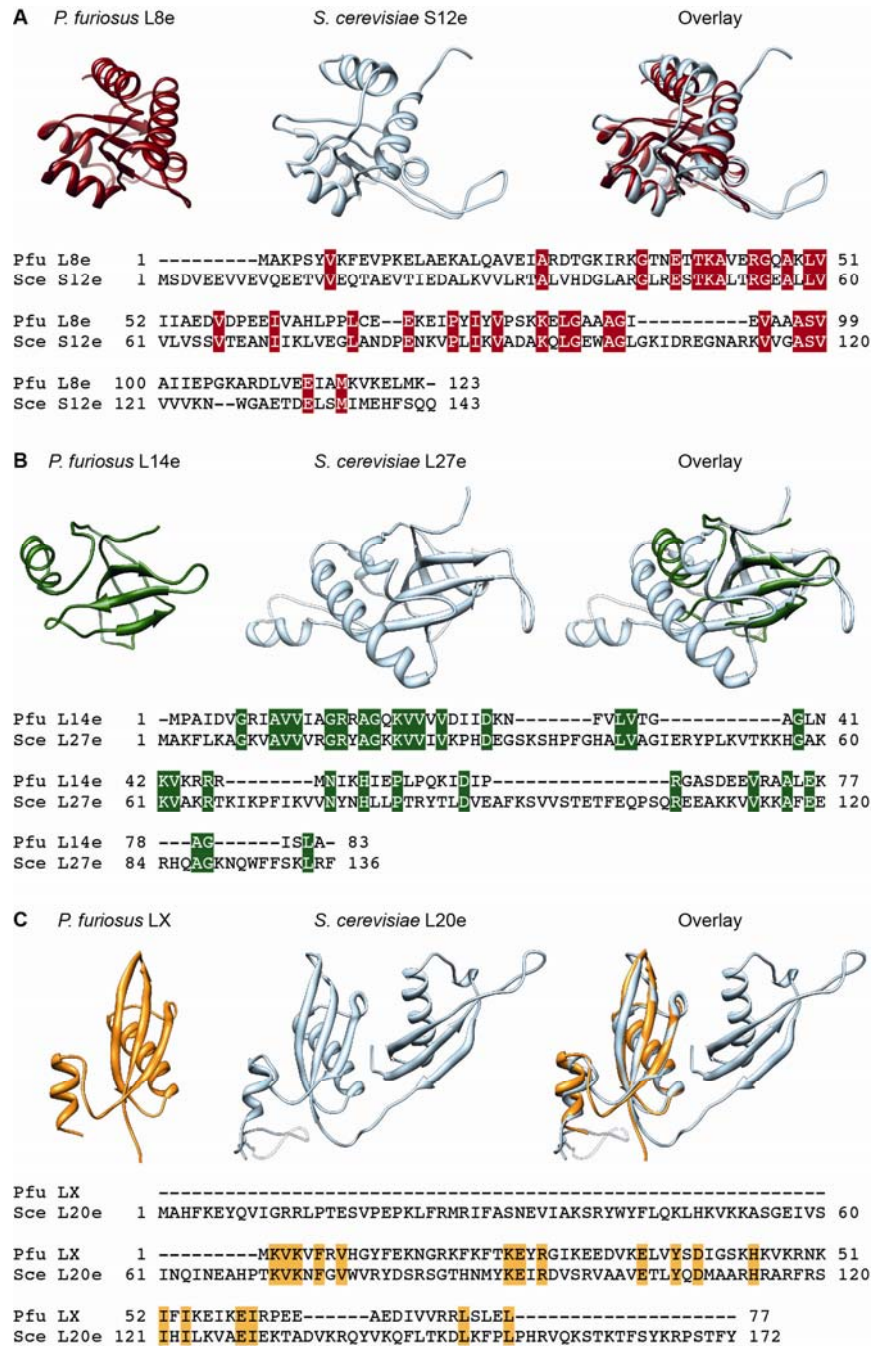 A P. furiosus L8e S. cerevisiae S12e Overlay
Pfu L8e 1 ---------MAKPSYVKFEVPKELAEKALQAVEIARDTGKIRKGTNETTKAVERGQAKLV 51
Sce S12e 1 MSDVEEVVEVQEETVVEQTAEVTIEDALKVVLRTALVHDGLARGLRESTKALTRGEALLV 60
Pfu L8e 52 IIAEDVDPEEIVAHLPPLCE--EKEIPYIYVPSKKELGAAAGI---------EVAAASV 99
Sce S12e 61 VLVSSVTEANIIKLVEGLANDPENKVPLIKVADAKQLGEWAGLGKIDREGNARKVVGASV 120
Pfu L8e 100 AIIEPGKARDLVEEIAMKVKELMK- 123
Sce S12e 121 VVVKN--WGAETDELSMIMEHFSQQ 143
B P. furiosus L14e S. cerevisiae L27e Overlay
Pfu L14e 1 -MPAIDVGRIAVVIAGRRAGQKVVVVDIIDKN-------FVLVTG------------AGLN 41
Sce L27e 1 MAKFLKAGKVAVVVRGRYAGKKVVIVKPHDEGSKSHPFGHALVAGIERYPLKVTKKHGAK 60
Pfu L14e 42 KVKRRR--------MNIKHIEPLPQKIDIP----------------RGASDEEVRAALEK 77
Sce L27e 61 KVAKRTKIKPFIKVVNYNHLLPTRYTLDVEAFKSVVSTETFEQPSQREEAKKVVKKAFEE 120
Pfu L14e 78 ---AG------ISLA- 83
Sce L27e 84 RHQAGKNQWFFSKLRF 136
C P. furiosus LX S. cerevisiae L20e Overlay
Pfu LX ------------------------------------------------------------
Sce L20e 1 MAHFKEYQVIGRRLPTESVPEPKLFRMRIFASNEVIAKSRYWYFLQKLHKVKKASGEIVS 60
Pfu LX 1 ---------MKVKVFRVHGYFEKNGRKFKFTKEYRGIKEEDVKELVYSDIGSKHKVKRNK 51
Sce L20e 61 INQINEAHPTKVKNFGVWVRYDSRSGTHNMYKEIRDVSRVAAVETLYQDMAARHRARFRS 120
Pfu LX 52 IFIKEIKEIRPEE------AEDIVVRRLSLEL-------------------- 77
Sce L20e 121 IHILKVAEIEKTADVKRQYVKQFLTKDLKFPLPHRVQKSTKTFSYKRPSTFY 172